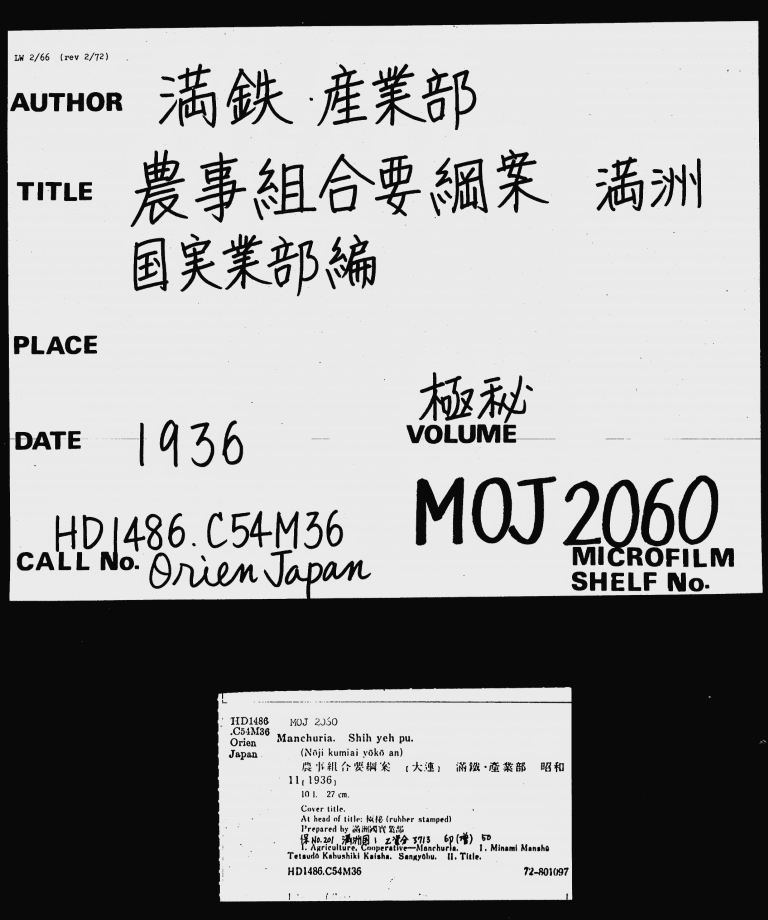 LW 2/66 (rev 2/72)
AUTHOR 満鉄・産業部
TITLE 農事組合要綱案 満洲
国実業部編
PLACE
極秘
DATE 1936 VOLUME
HD1486.C54M36 MOJ 2060
CALL No. Orien Japan MICROFILM
SHELF No.
HD1486 MOJ 2060
.C54M36
Orien Manchuria. Shih yeh pu.
Japan (Nōji kumiai yōkō an)
農事組合要綱案 [大連] 滿鐵・產業部 昭和
11 [1936]
10 l. 27 cm.
Cover title.
At head of title: 極秘 (rubber stamped)
Prepared by 滿洲國實業部
I. Agriculture, Cooperative—Manchuria. I. Minami Manshū
Tetsudō Kabushiki Kaisha. Sangyōbu. II. Title.
HD1486.C54M36 72-801097